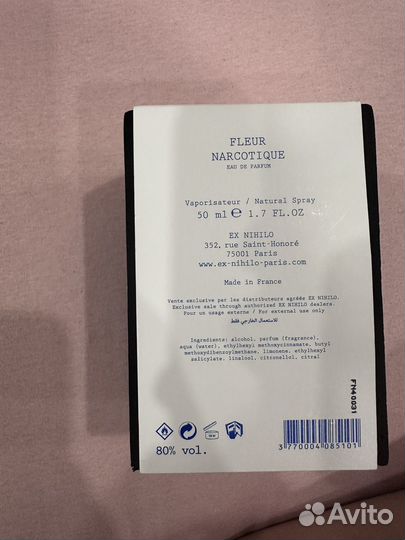 FLEUR
NARCOTIQUE
EAU DE PARFUM
Vaporisateur / Natural Spray
50 ml ℮ 1.7 FL.OZ
EX NIHILO
352, rue Saint-Honoré
75001 Paris
www.ex-nihilo-paris.com
Made in France
Vente exclusive par les distributeurs agréés EX NIHILO.
Exclusive sale through authorized EX NIHILO dealers.
Pour un usage externe / For external use only
للاستعمال الخارجي فقط
Ingredients: alcohol, parfum (fragrance),
aqua (water), ethylhexyl methoxycinnamate, butyl
methoxydibenzoylmethane, limonene, ethylhexyl
salicylate, linalool, citronellol, citral
FN40031
80% vol.
3 770004 085101
Avito